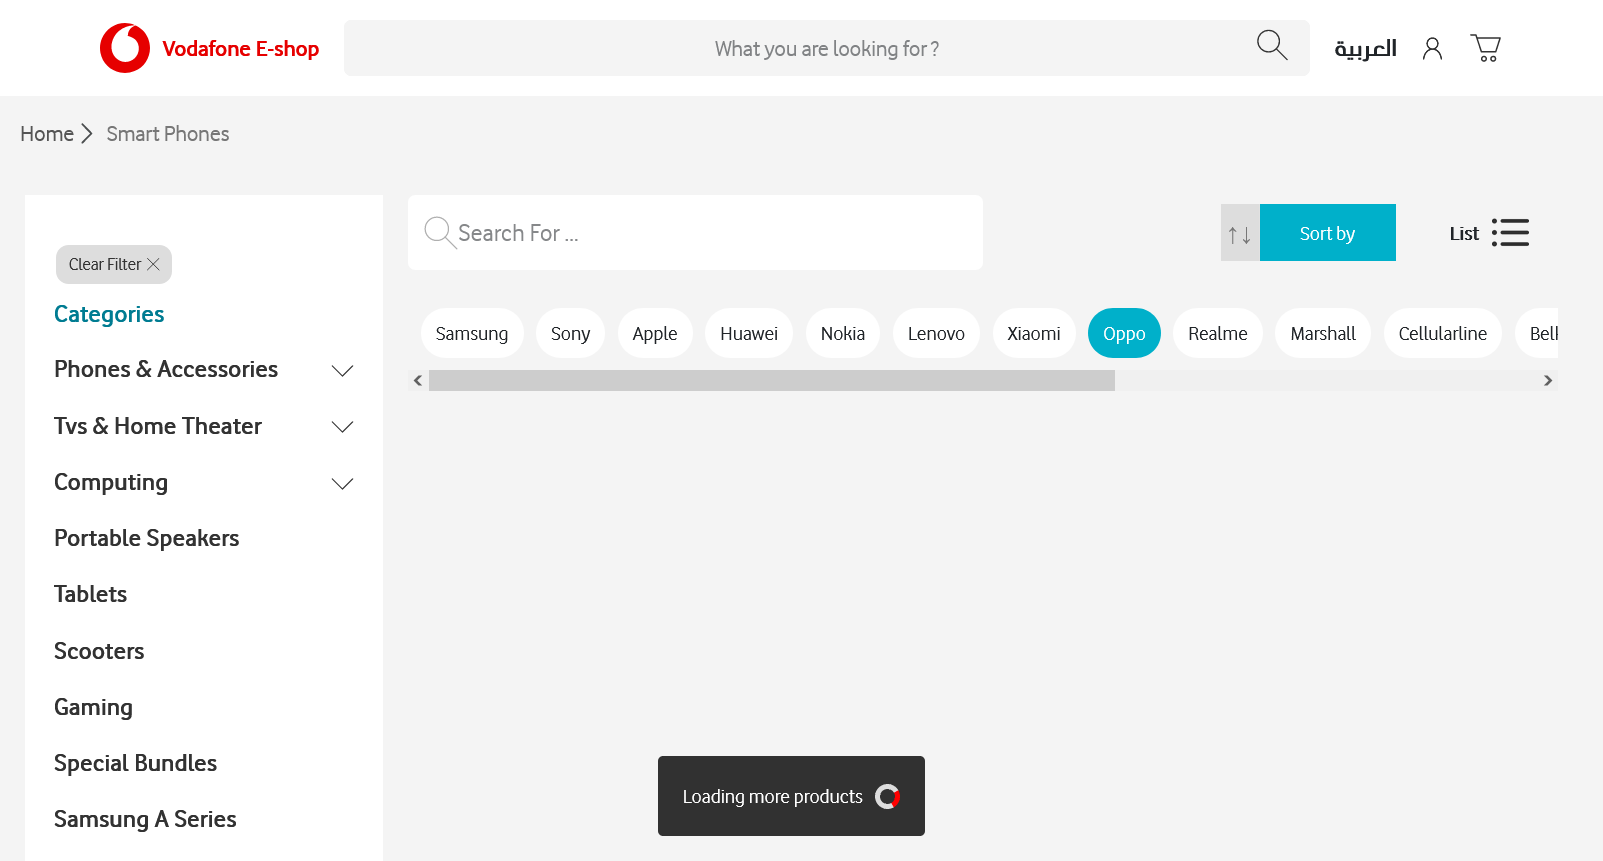 Vodafone E-shop
What you are looking for ?
العربية
Home
Smart Phones
Clear Filter
Categories
Phones & Accessories
Tvs & Home Theater
Computing
Portable Speakers
Tablets
Scooters
Gaming
Special Bundles
Samsung A Series
Search For ...
Sort by
List
Samsung Sony Apple Huawei Nokia Lenovo Xiaomi Oppo Realme Marshall Cellularline
Loading more products